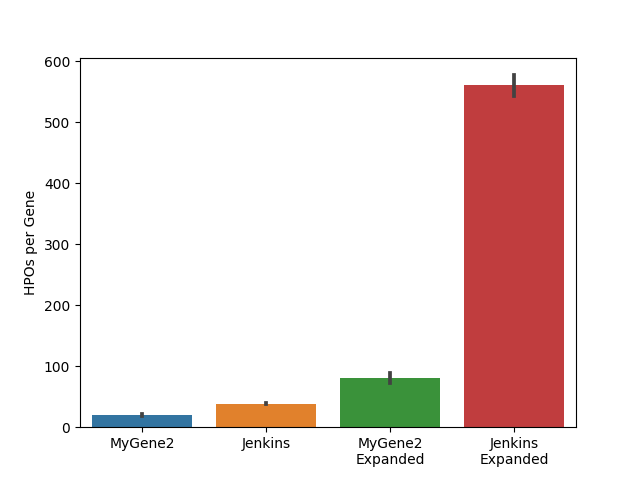 600
500
400
300
200
100
0
HPOs per Gene
MyGene2
Jenkins
MyGene2
Expanded
Jenkins
Expanded